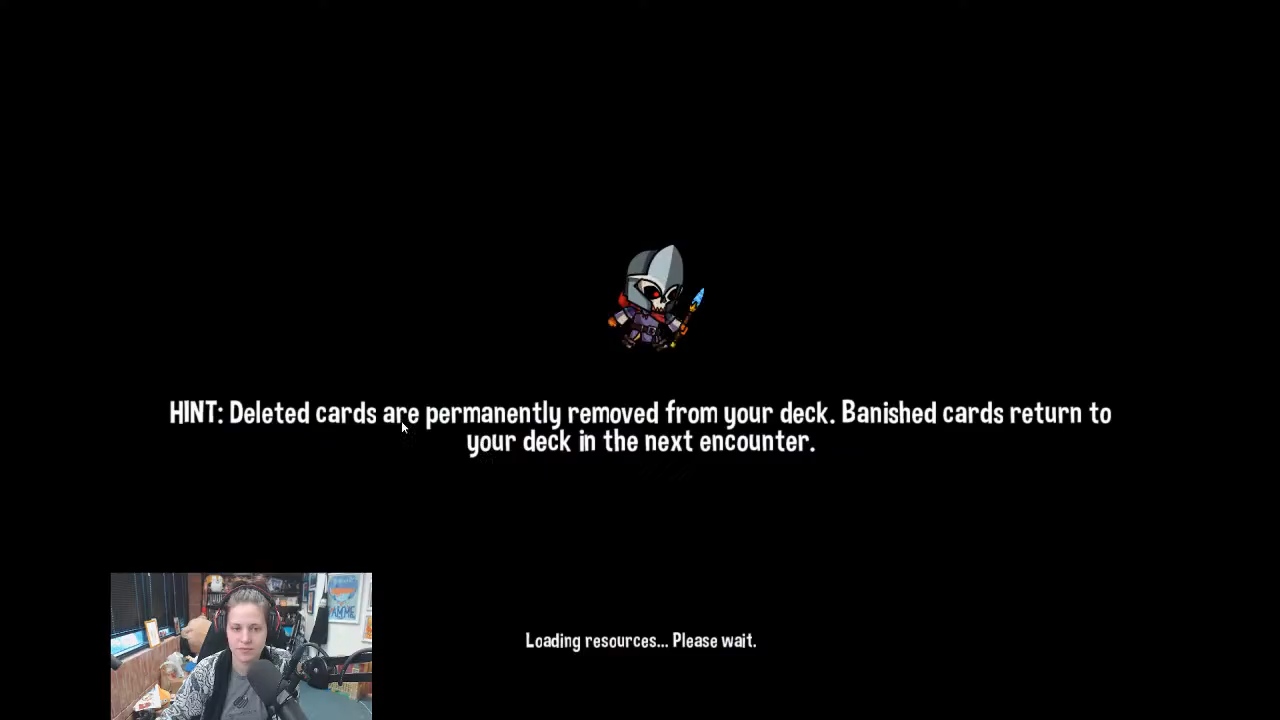 HINT: Deleted cards are permanently removed from your deck. Banished cards return to
your deck in the next encounter.
Loading resources... Please wait.